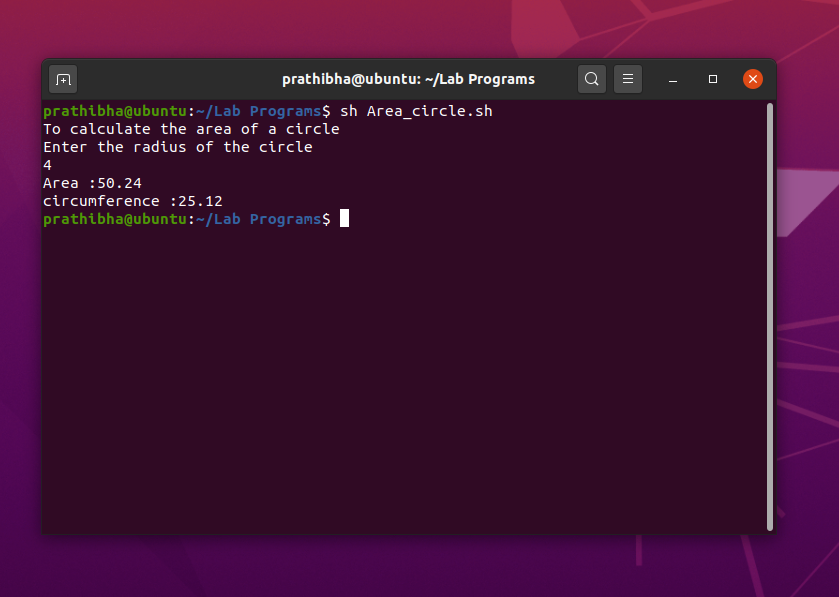 prathibha@ubuntu: ~/Lab Programs
prathibha@ubuntu:~/Lab Programs$ sh Area_circle.sh
To calculate the area of a circle
Enter the radius of the circle
4
Area :50.24
circumference :25.12
prathibha@ubuntu:~/Lab Programs$